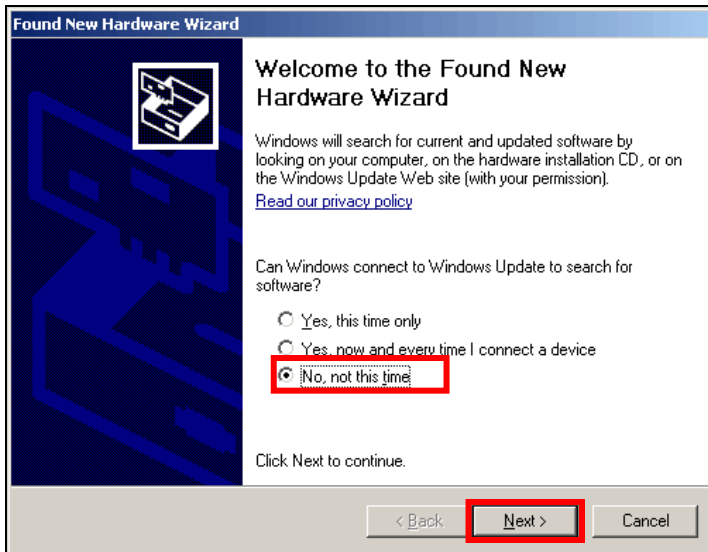 Found New Hardware Wizard
Welcome to the Found New
Hardware Wizard
Windows will search for current and updated software by
looking on your computer, on the hardware installation CD, or on
the Windows Update Web site (with your permission).
Read our privacy policy
Can Windows connect to Windows Update to search for
software?
Yes, this time only
Yes, now and every time I connect a device
No, not this time
Click Next to continue.
< Back
Next >
Cancel